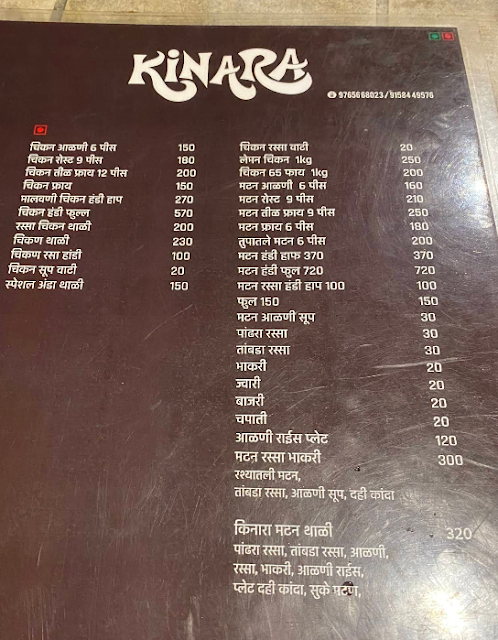 KINARA
9765068023/9158449576
चिकन आळणी 6 पीस 150
चिकन रोस्ट 9 पीस 180
चिकन तीळ फ्राय 12 पीस 200
चिकन फ्राय 150
मालवणी चिकन हंडी हाप 270
चिकन हंडी फुल्ल 570
रस्सा चिकन थाळी 200
चिकण थाळी 230
चिकण रसा हांडी 100
चिकन सूप वाटी 20
स्पेशल अंडा थाळी 150
चिकन रस्सा वाटी 20
लेमन चिकन 1kg 250
चिकन 65 फाय 1kg 200
मटन आळणी 6 पीस 160
मटन रोस्ट 9 पीस 210
मटन तीळ फ्राय 9 पीस 250
मटन फ्राय 6 पीस 180
तुपातले मटन 6 पीस 200
मटन हंडी हाफ 370 370
मटन हंडी फुल 720 720
मटन रस्सा हंडी हाप 100 100
फुल 150 150
मटन आळणी सूप 30
पांढरा रस्सा 30
तांबडा रस्सा 30
भाकरी 20
ज्वारी 20
बाजरी 20
चपाती 20
आळणी राईस प्लेट 120
मटन रस्सा भाकरी 300
रश्यातली मटन,
तांबडा रस्सा, आळणी सूप, दही कांदा
किनारा मटन थाळी 320
पांढरा रस्सा, तांबडा रस्सा, आळणी,
रस्सा, भाकरी, आळणी राईस,
प्लेट दही कांदा, सुके मटण,